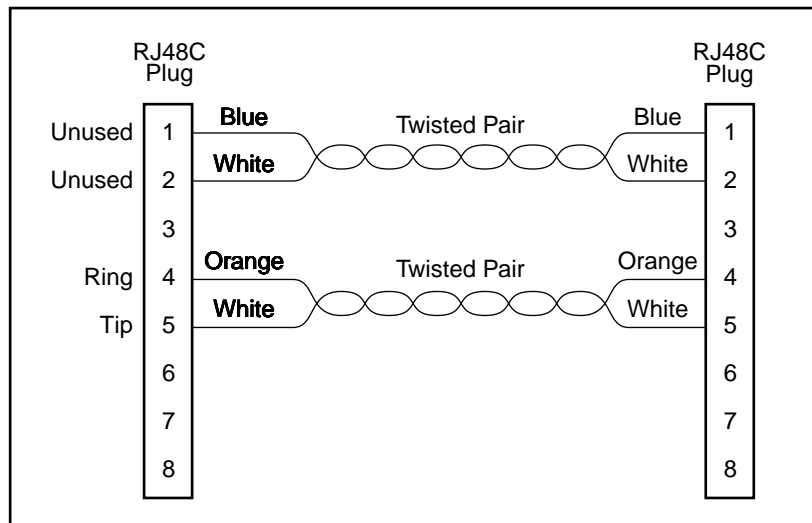 RJ48C Plug RJ48C Plug
Unused 1 Blue Twisted Pair Blue 1
Unused 2 White White 2
3 3
Ring 4 Orange Twisted Pair Orange 4
Tip 5 White White 5
6 6
7 7
8 8